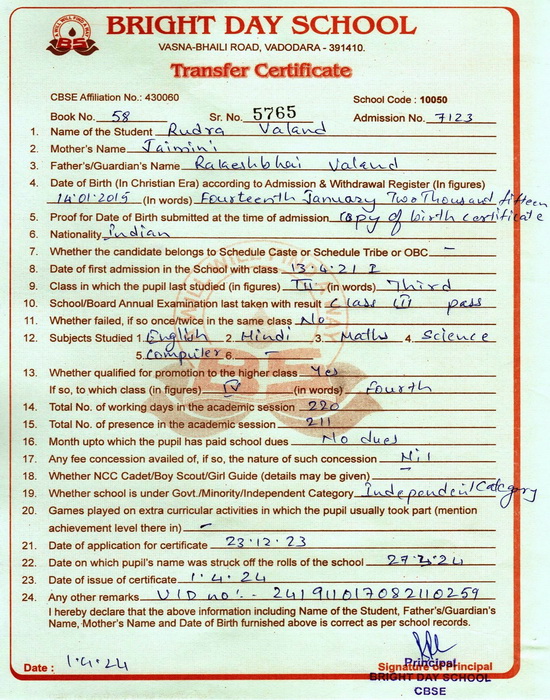 BRIGHT DAY SCHOOL
VASNA-BHAILI ROAD, VADODARA - 391410.
Transfer Certificate
CBSE Affiliation No.: 430060 School Code : 10050
Book No. 58 Sr. No. 5765 Admission No. 7123
1. Name of the Student Rudra Valand
2. Mother's Name Jaimini
3. Father's/Guardian's Name Rakeshbhai Valand
4. Date of Birth (In Christian Era) according to Admission & Withdrawal Register (In figures)
14.01.2015 (In words) Fourteenth January Two Thousand fifteen
5. Proof for Date of Birth submitted at the time of admission copy of birth certificate
6. Nationality Indian
7. Whether the candidate belongs to Schedule Caste or Schedule Tribe or OBC –
8. Date of first admission in the School with class 13.4.21 I
9. Class in which the pupil last studied (in figures) III (in words) Third
10. School/Board Annual Examination last taken with result Class III pass
11. Whether failed, if so once/twice in the same class No
12. Subjects Studied 1. English 2. Hindi 3. Maths 4. Science
5. Computer 6. –
13. Whether qualified for promotion to the higher class Yes
If so, to which class (in figures) IV (in words) Fourth
14. Total No. of working days in the academic session 220
15. Total No. of presence in the academic session 211
16. Month upto which the pupil has paid school dues No dues
17. Any fee concession availed of, if so, the nature of such concession Nil
18. Whether NCC Cadet/Boy Scout/Girl Guide (details may be given) –
19. Whether school is under Govt./Minority/Independent Category Independent Category
20. Games played on extra curricular activities in which the pupil usually took part (mention
achievement level there in) –
21. Date of application for certificate 23.12.23
22. Date on which pupil's name was struck off the rolls of the school
23. Date of issue of certificate 1.4.24
24. Any other remarks UID no:- 241911017082110259
I hereby declare that the above information including Name of the Student, Father's/Guardian's
Name, Mother's Name and Date of Birth furnished above is correct as per school records.
Date : 1.4.24 Signature of Principal
Principal
BRIGHT DAY SCHOOL
CBSE